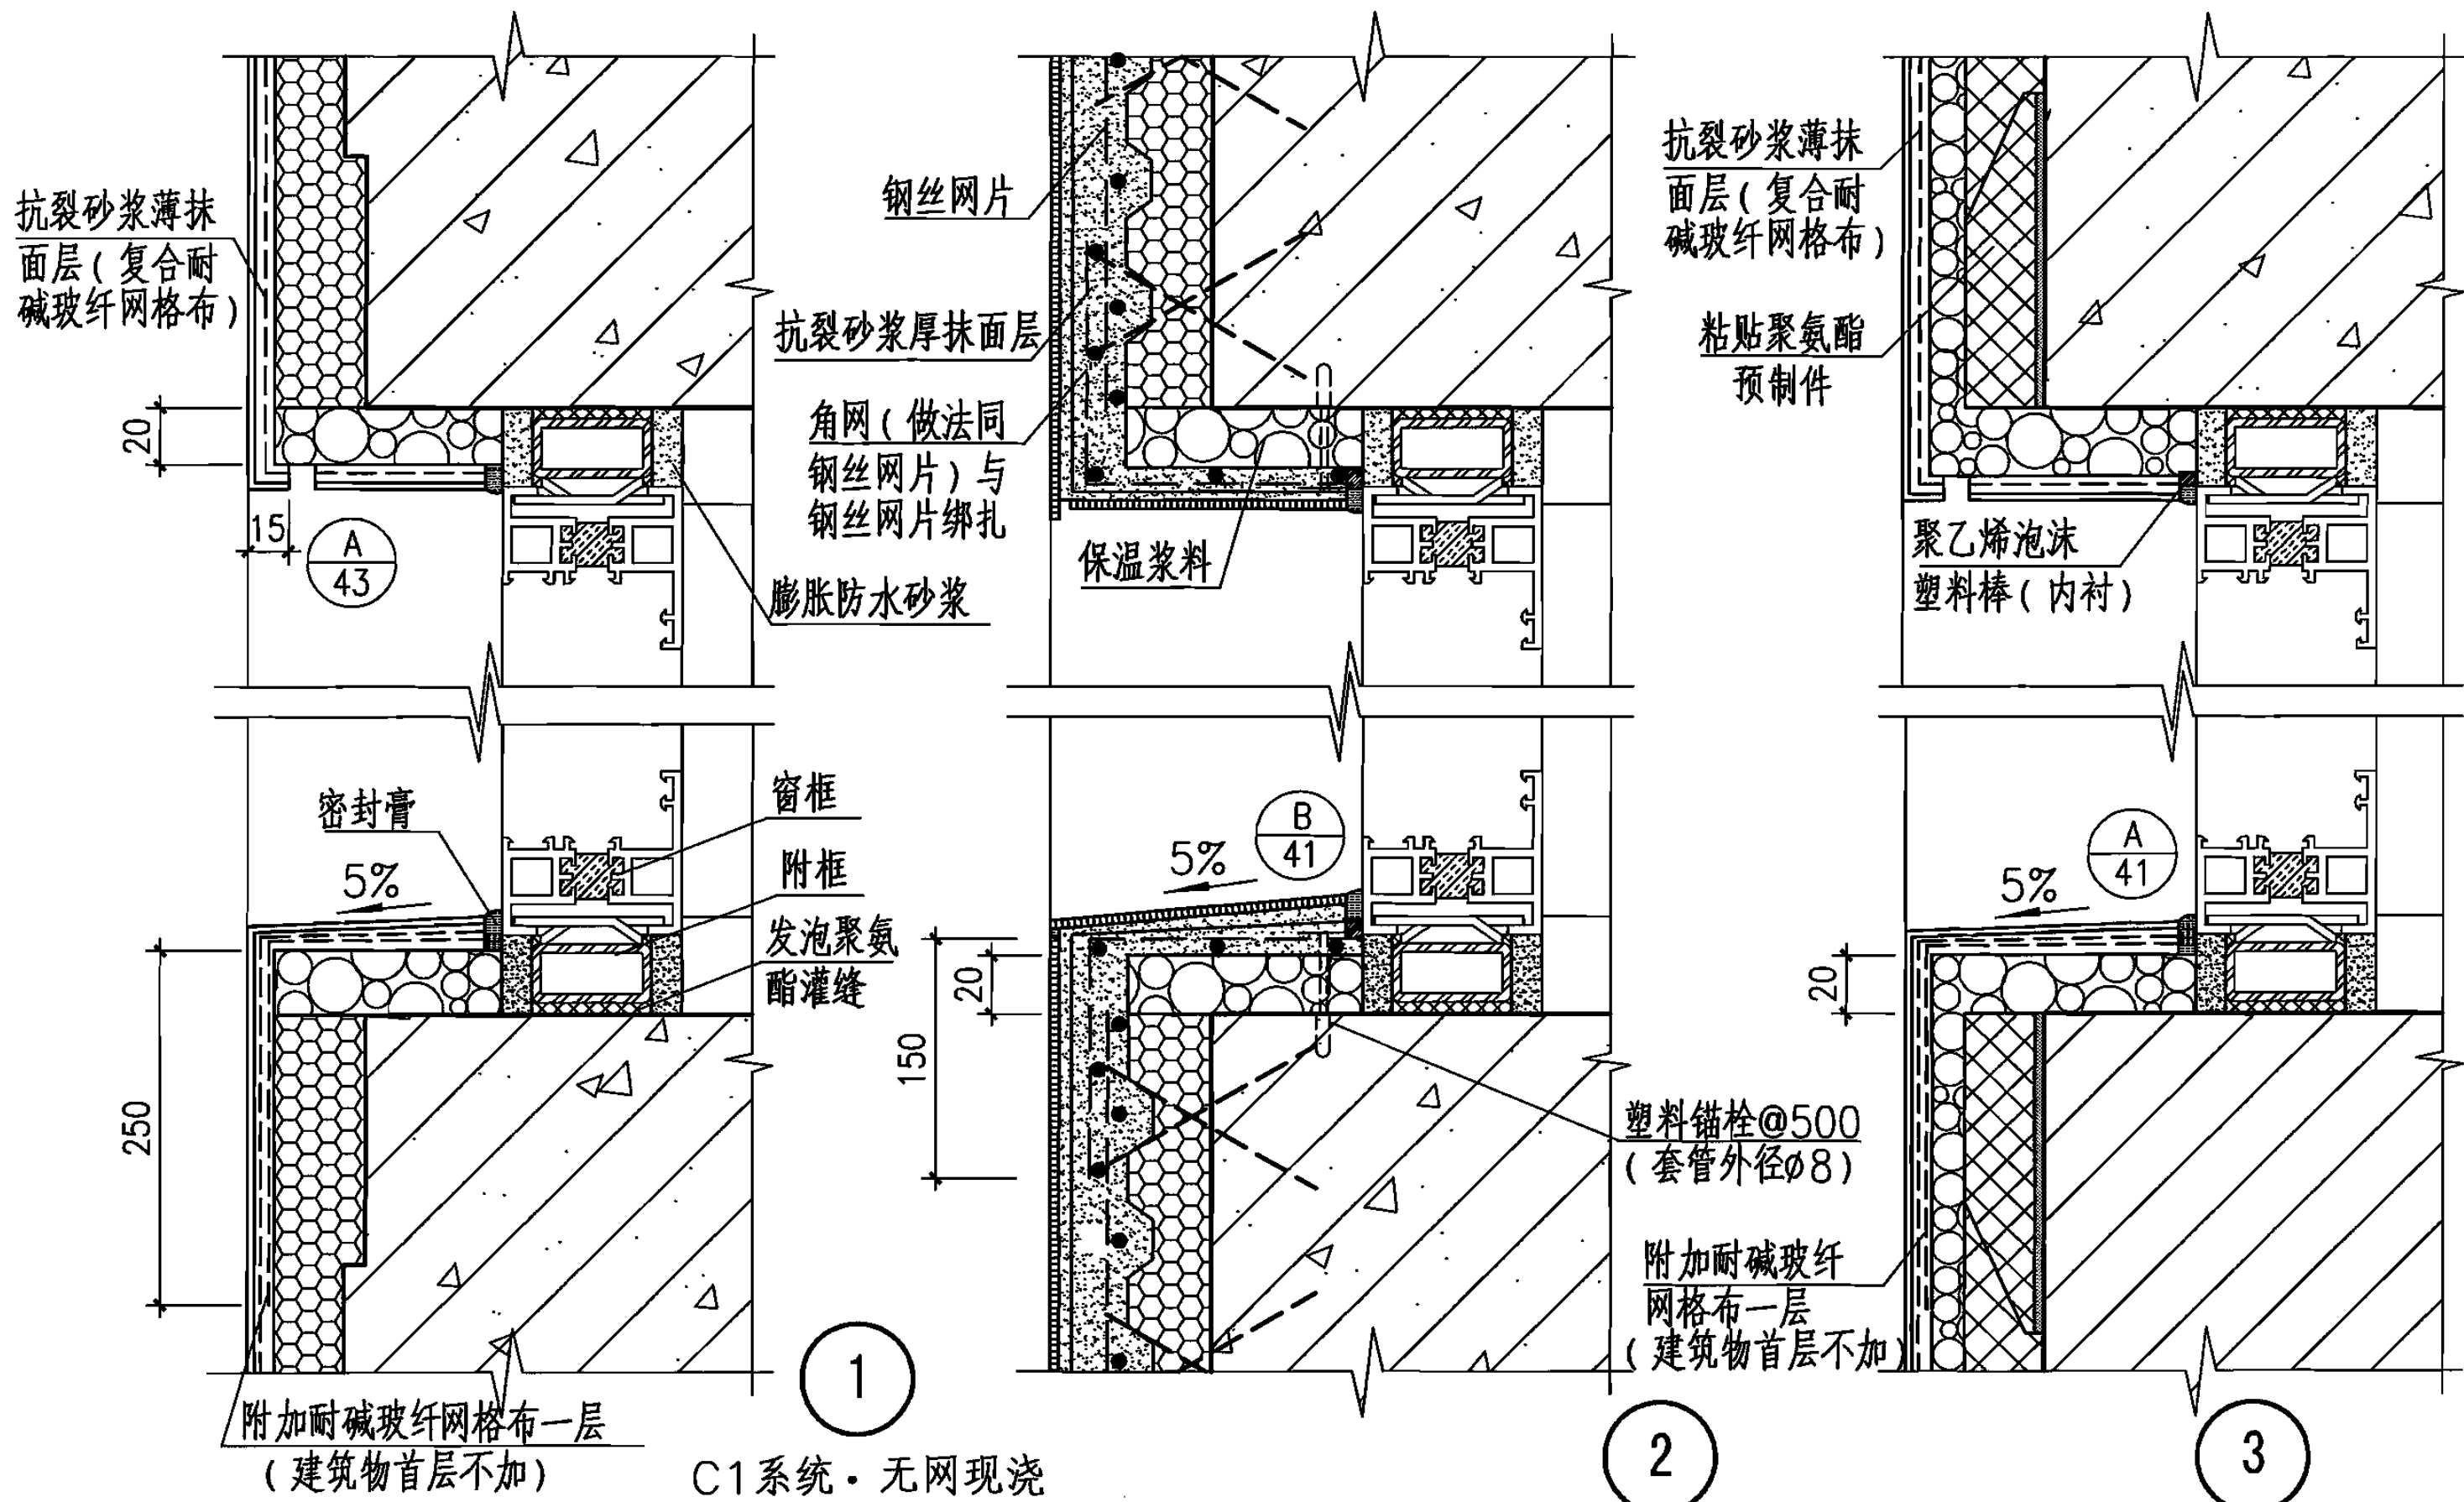 抗裂砂浆薄抹
面层(复合耐
碱玻纤网格布)
20
15
A
43
膨胀防水砂浆
密封膏
5%
窗框
附框
发泡聚氨
酯灌缝
250
附加耐碱玻纤网格布一层
(建筑物首层不加)
1
C1系统·无网现浇
钢丝网片
抗裂砂浆厚抹面层
角网(做法同
钢丝网片)与
钢丝网片绑扎
保温浆料
B
41
5%
20
150
塑料锚栓@500
(套管外径ø8)
2
抗裂砂浆薄抹
面层(复合耐
碱玻纤网格布)
粘贴聚氨酯
预制件
聚乙烯泡沫
塑料棒(内衬)
A
41
5%
20
附加耐碱玻纤
网格布一层
(建筑物首层不加)
3